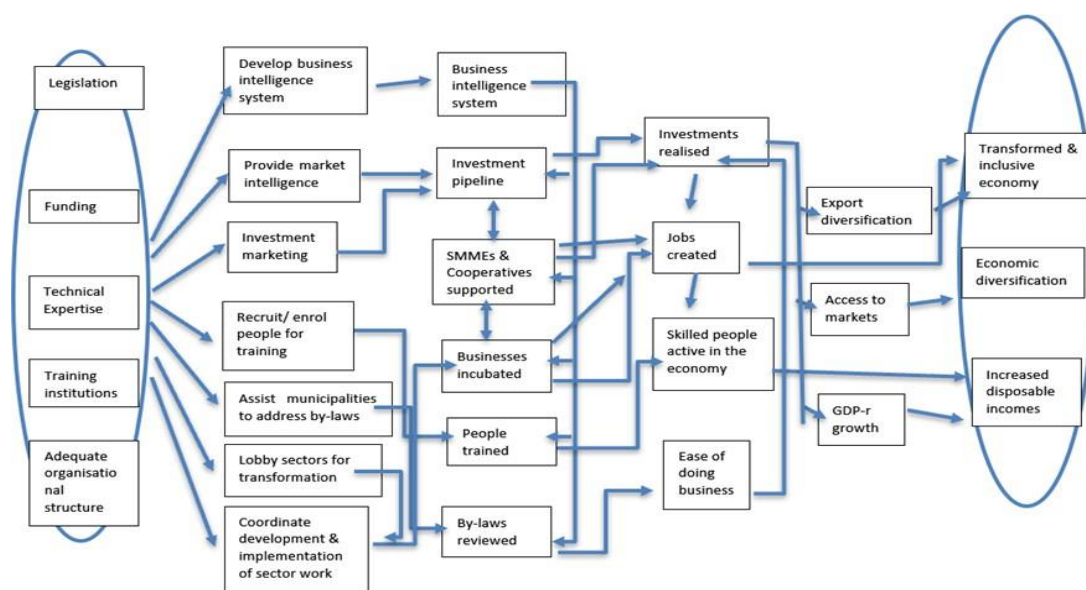 Legislation
Funding
Technical
Expertise
Training
institutions
Adequate
organisatio
nal
structure
Develop business
intelligence
system
Provide market
intelligence
Investment
marketing
Recruit/ enrol
people for
training
Assist municipalities
to address by-laws
Lobby sectors for
transformation
Coordinate
development &
implementation
of sector work
Business
intelligence
system
Investment
pipeline
SMMEs &
Cooperatives
supported
Businesses
incubated
People
trained
By-laws
reviewed
Investments
realised
Jobs
created
Skilled people
active in the
economy
Ease of
doing
business
Export
diversification
Access to
markets
GDP-r
growth
Transformed &
inclusive
economy
Economic
diversification
Increased
disposable
incomes